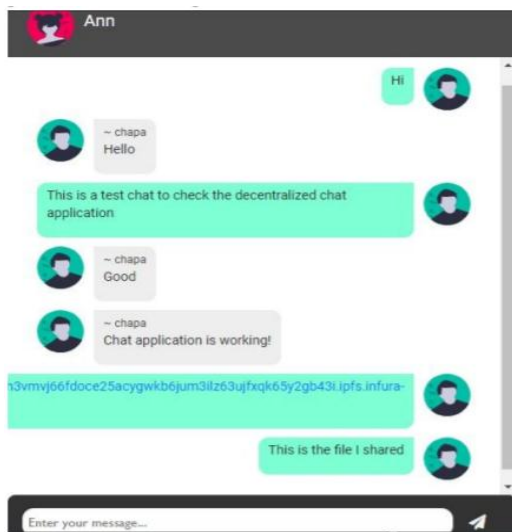 Ann
Hi
~ chapa
Hello
This is a test chat to check the decentralized chat
application
~ chapa
Good
~ chapa
Chat application is working!
n3vmvj66fdoce25acygwkb6jum3ilz63ujfxqk65y2gb43i.ipfs.infura-
This is the file I shared
Enter your message...